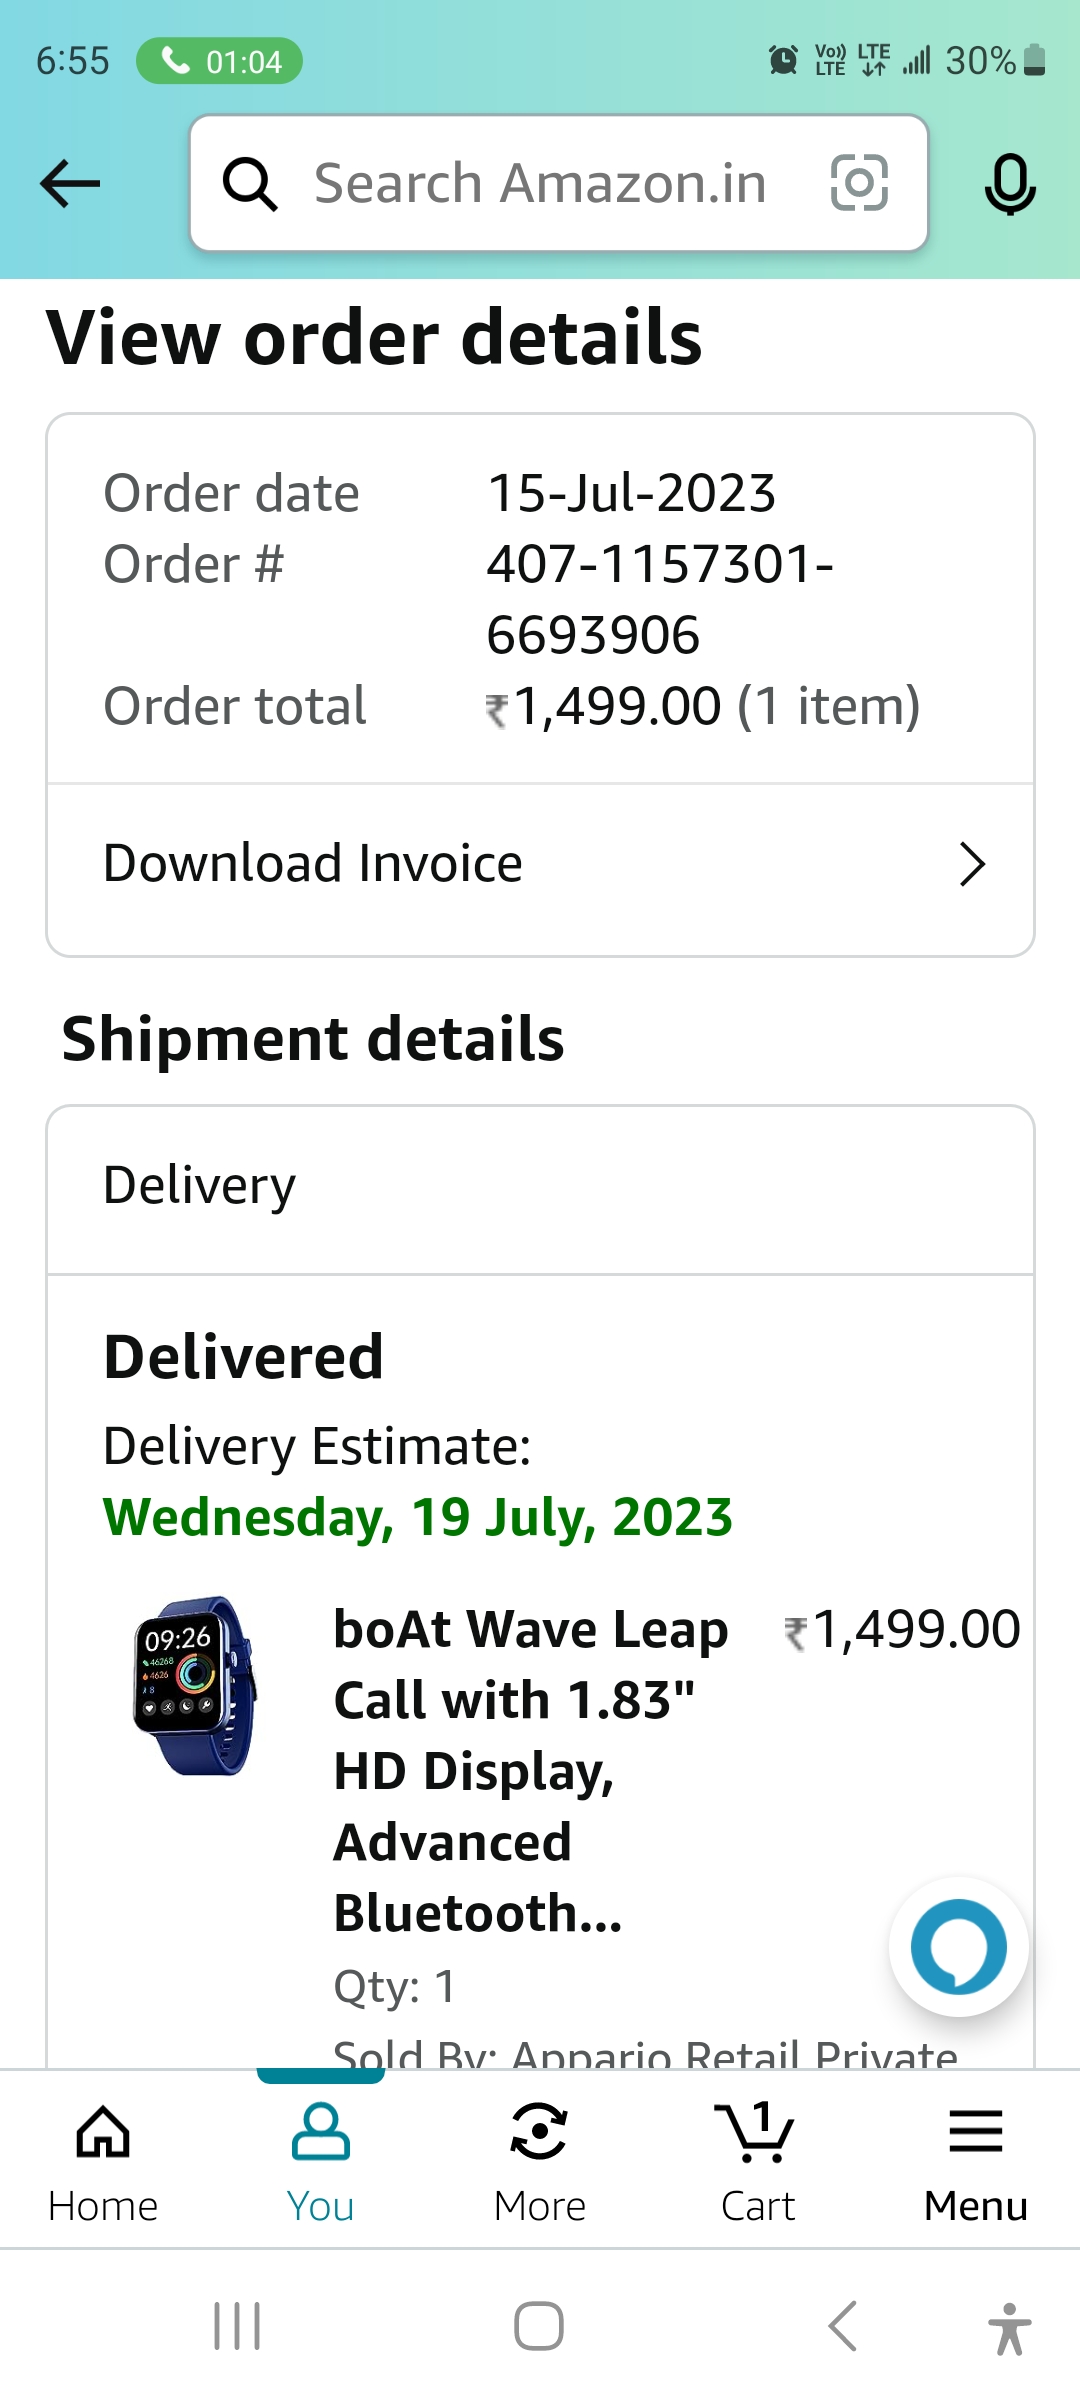 6:55 01:04 Vo)) LTE LTE 30%
Search Amazon.in
View order details
Order date 15-Jul-2023
Order # 407-1157301-
6693906
Order total ₹1,499.00 (1 item)
Download Invoice
Shipment details
Delivery
Delivered
Delivery Estimate:
Wednesday, 19 July, 2023
09:26
46268
4626
8
boAt Wave Leap ₹1,499.00
Call with 1.83"
HD Display,
Advanced
Bluetooth...
Qty: 1
Sold By: Appario Retail Private
1
Home You More Cart Menu